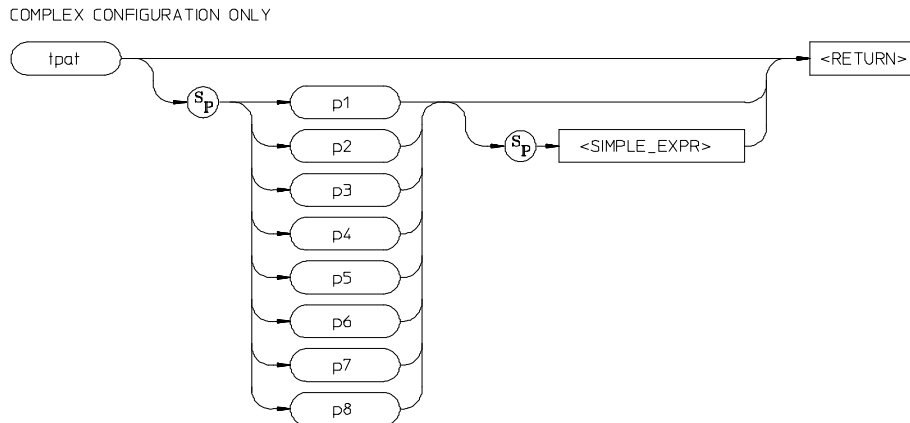 COMPLEX CONFIGURATION ONLY
tpat <RETURN>
Sp p1
p2 Sp <SIMPLE_EXPR>
p3
p4
p5
p6
p7
p8